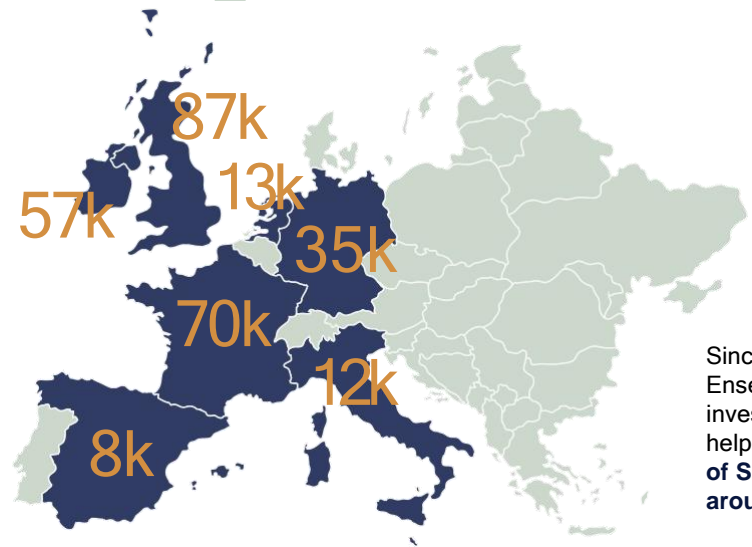 87k
13k
57k
35k
70k
12k
8k
Sinc
Ense
inves
help
of S
arou